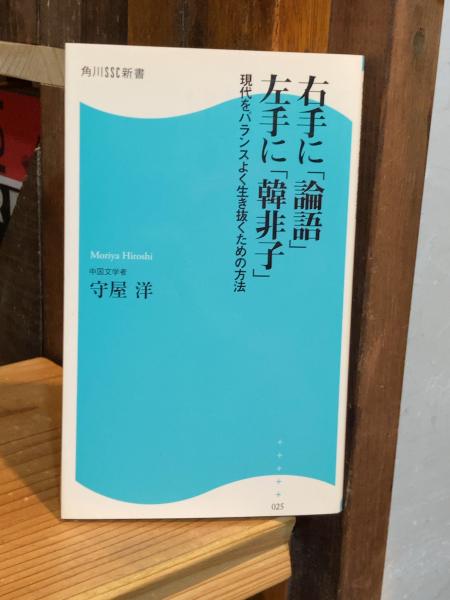 角川SSC新書
右手に「論語」
左手に「韓非子」
現代をバランスよく生き抜くための方法
Moriya Hiroshi
中国文学者
守屋 洋
025